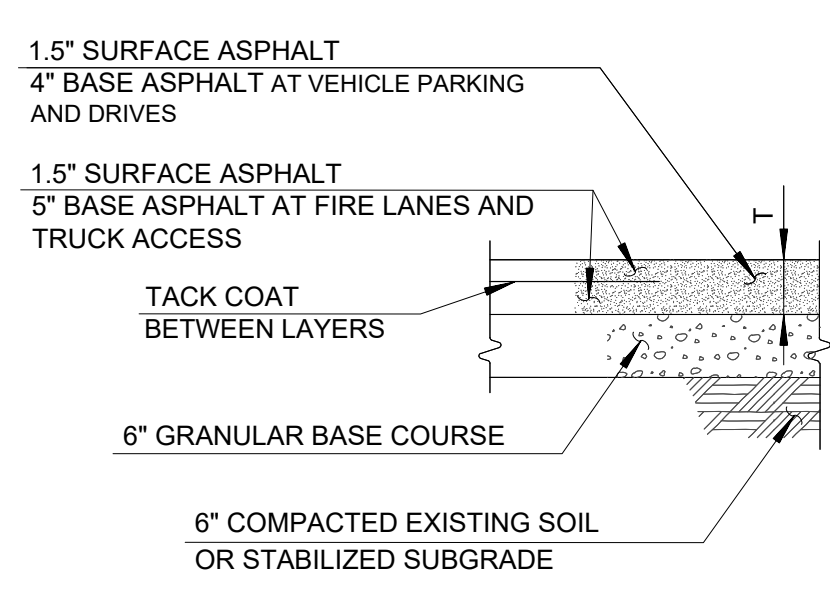 1.5" SURFACE ASPHALT
4" BASE ASPHALT AT VEHICLE PARKING
AND DRIVES
1.5" SURFACE ASPHALT
5" BASE ASPHALT AT FIRE LANES AND
TRUCK ACCESS
T
TACK COAT
BETWEEN LAYERS
6" GRANULAR BASE COURSE
6" COMPACTED EXISTING SOIL
OR STABILIZED SUBGRADE